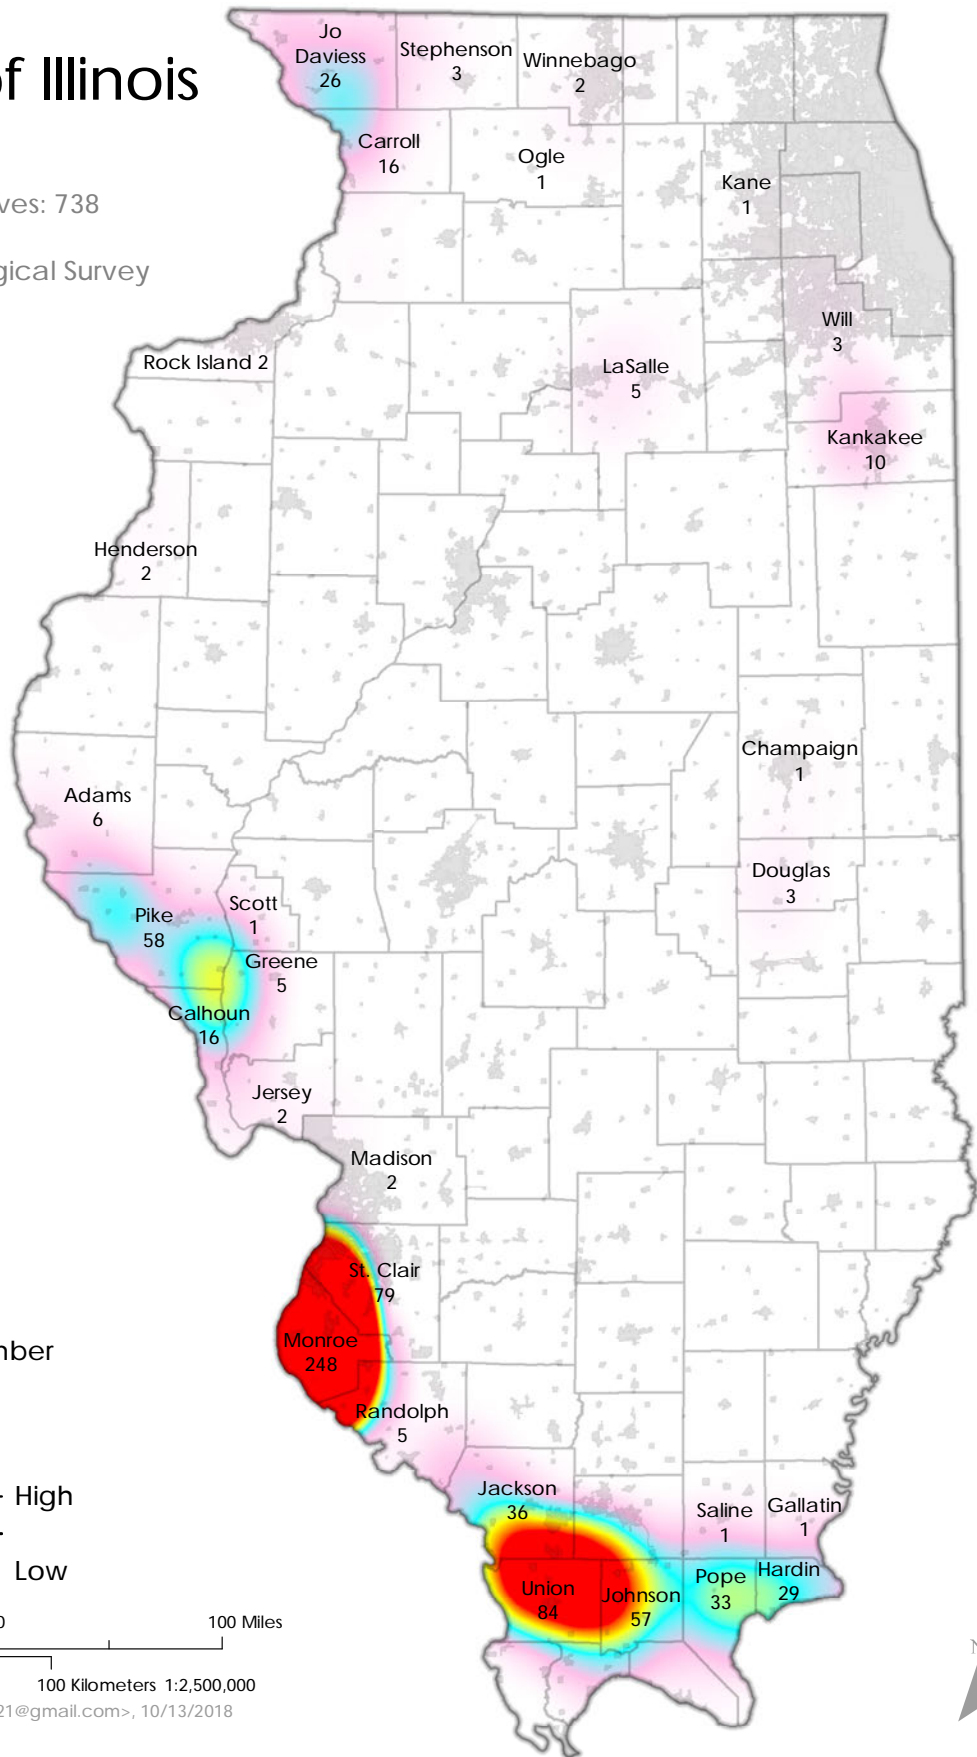 of Illinois
ves: 738
gical Survey
Jo
Daviess
26
Stephenson
3
Winnebago
2
Carroll
16
Ogle
1
Kane
1
Will
3
Rock Island 2
LaSalle
5
Kankakee
10
Henderson
2
Champaign
1
Adams
6
Douglas
3
Pike
58
Scott
1
Greene
5
Calhoun
16
Jersey
2
Madison
2
St. Clair
79
Monroe
248
Randolph
5
Jackson
36
Saline
1
Gallatin
1
Union
84
Johnson
57
Pope
33
Hardin
29
mber
High
Low
0 100 Miles
100 Kilometers 1:2,500,000
21@gmail.com>, 10/13/2018
N